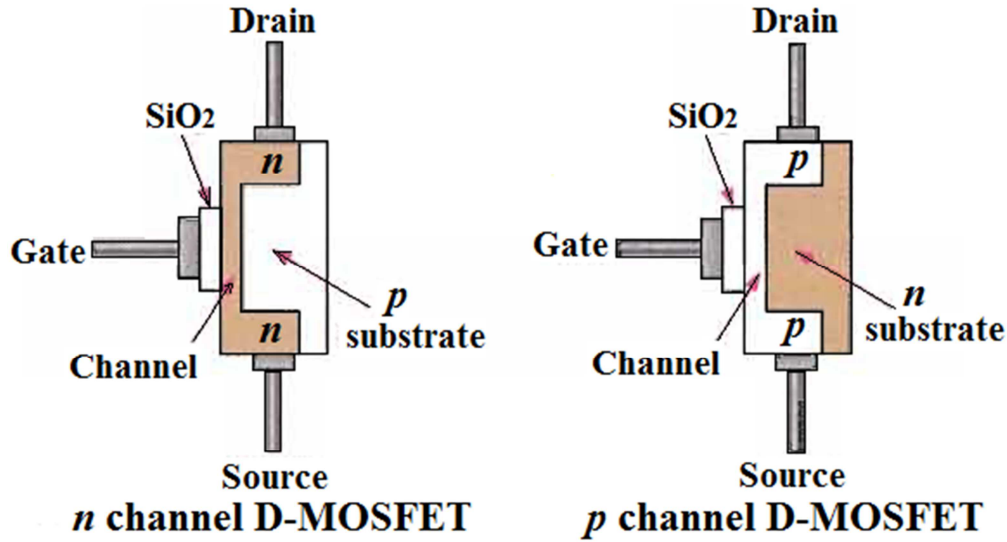 Drain
SiO2
n
Gate
p
substrate
n
Channel
Source
n channel D-MOSFET
Drain
SiO2
p
Gate
n
substrate
p
Channel
Source
p channel D-MOSFET